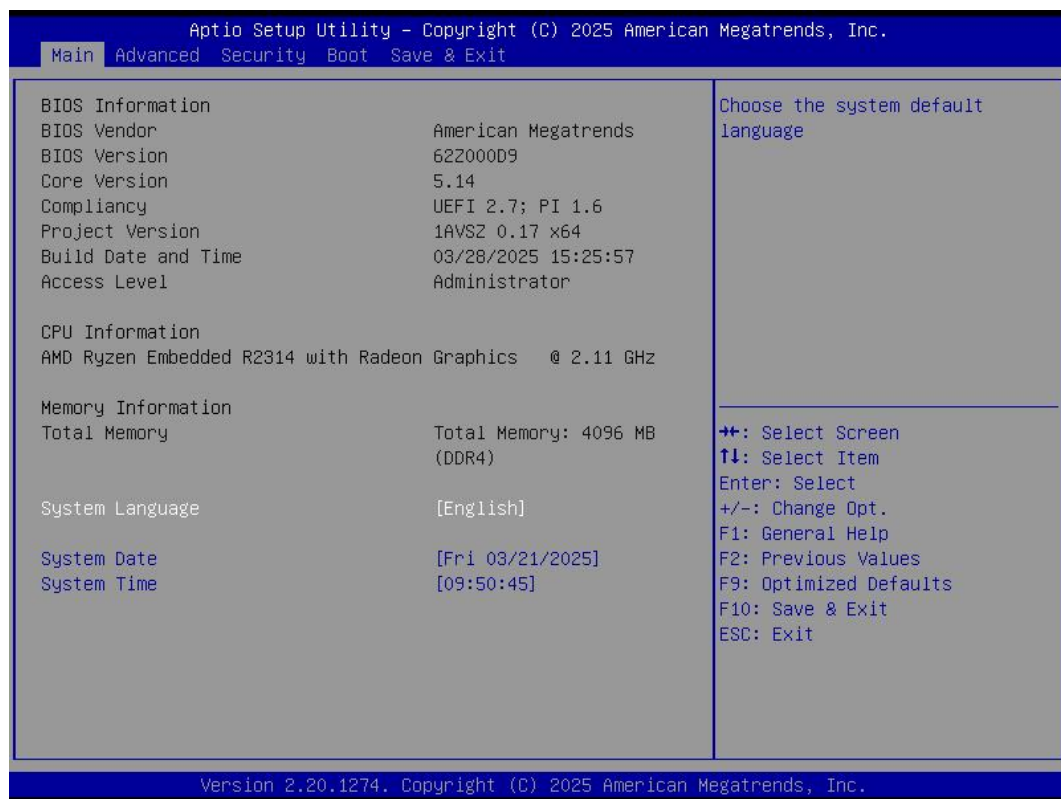 Aptio Setup Utility – Copyright (C) 2025 American Megatrends, Inc.
Main Advanced Security Boot Save & Exit
BIOS Information
BIOS Vendor American Megatrends
BIOS Version 62Z000D9
Core Version 5.14
Compliancy UEFI 2.7; PI 1.6
Project Version 1AVSZ 0.17 x64
Build Date and Time 03/28/2025 15:25:57
Access Level Administrator
CPU Information
AMD Ryzen Embedded R2314 with Radeon Graphics @ 2.11 GHz
Memory Information
Total Memory Total Memory: 4096 MB
(DDR4)
System Language [English]
System Date [Fri 03/21/2025]
System Time [09:50:45]
Choose the system default
language
→←: Select Screen
↑↓: Select Item
Enter: Select
+/-: Change Opt.
F1: General Help
F2: Previous Values
F9: Optimized Defaults
F10: Save & Exit
ESC: Exit
Version 2.20.1274. Copyright (C) 2025 American Megatrends, Inc.